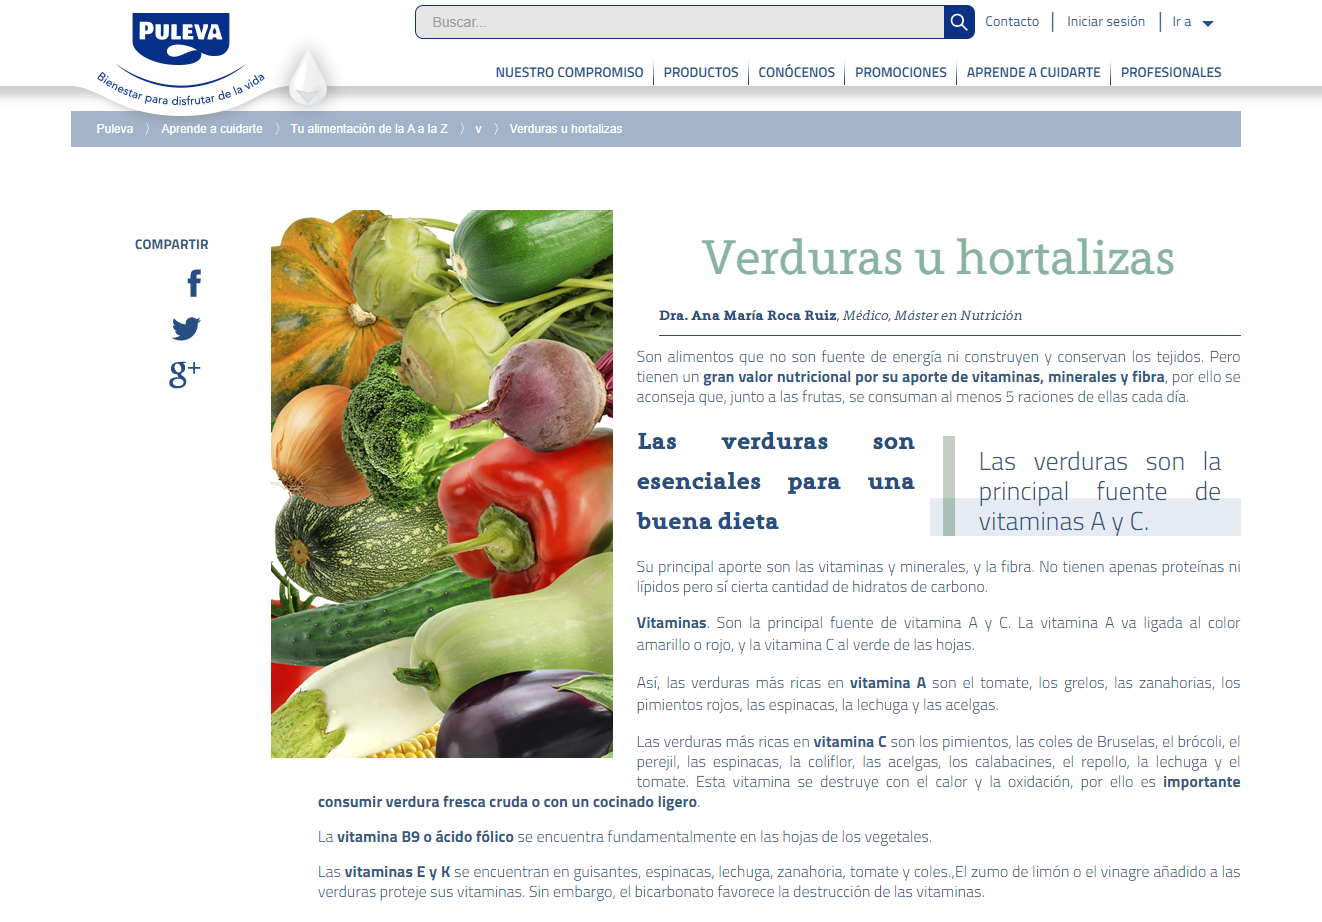 PULEVA
Bienestar para disfrutar de la vida
Buscar...
Contacto
Iniciar sesión
Ir a
NUESTRO COMPROMISO
PRODUCTOS
CONÓCENOS
PROMOCIONES
APRENDE A CUIDARTE
PROFESIONALES
Puleva 〉 Aprende a cuidarte 〉 Tu alimentación de la A a la Z 〉 v 〉 Verduras u hortalizas
COMPARTIR
f
g+
Verduras u hortalizas
Dra. Ana María Roca Ruiz, Médico, Máster en Nutrición
Son alimentos que no son fuente de energía ni construyen y conservan los tejidos. Pero
tienen un gran valor nutricional por su aporte de vitaminas, minerales y fibra, por ello se
aconseja que, junto a las frutas, se consuman al menos 5 raciones de ellas cada día.
Las verduras son
esenciales para una
buena dieta
Las verduras son la
principal fuente de
vitaminas A y C.
Su principal aporte son las vitaminas y minerales, y la fibra. No tienen apenas proteínas ni
lípidos pero sí cierta cantidad de hidratos de carbono.
Vitaminas. Son la principal fuente de vitamina A y C. La vitamina A va ligada al color
amarillo o rojo, y la vitamina C al verde de las hojas.
Así, las verduras más ricas en vitamina A son el tomate, los grelos, las zanahorias, los
pimientos rojos, las espinacas, la lechuga y las acelgas.
Las verduras más ricas en vitamina C son los pimientos, las coles de Bruselas, el brócoli, el
perejil, las espinacas, la coliflor, las acelgas, los calabacines, el repollo, la lechuga y el
tomate. Esta vitamina se destruye con el calor y la oxidación, por ello es importante
consumir verdura fresca cruda o con un cocinado ligero.
La vitamina B9 o ácido fólico se encuentra fundamentalmente en las hojas de los vegetales.
Las vitaminas E y K se encuentran en guisantes, espinacas, lechuga, zanahoria, tomate y coles.,El zumo de limón o el vinagre añadido a las
verduras proteje sus vitaminas. Sin embargo, el bicarbonato favorece la destrucción de las vitaminas.